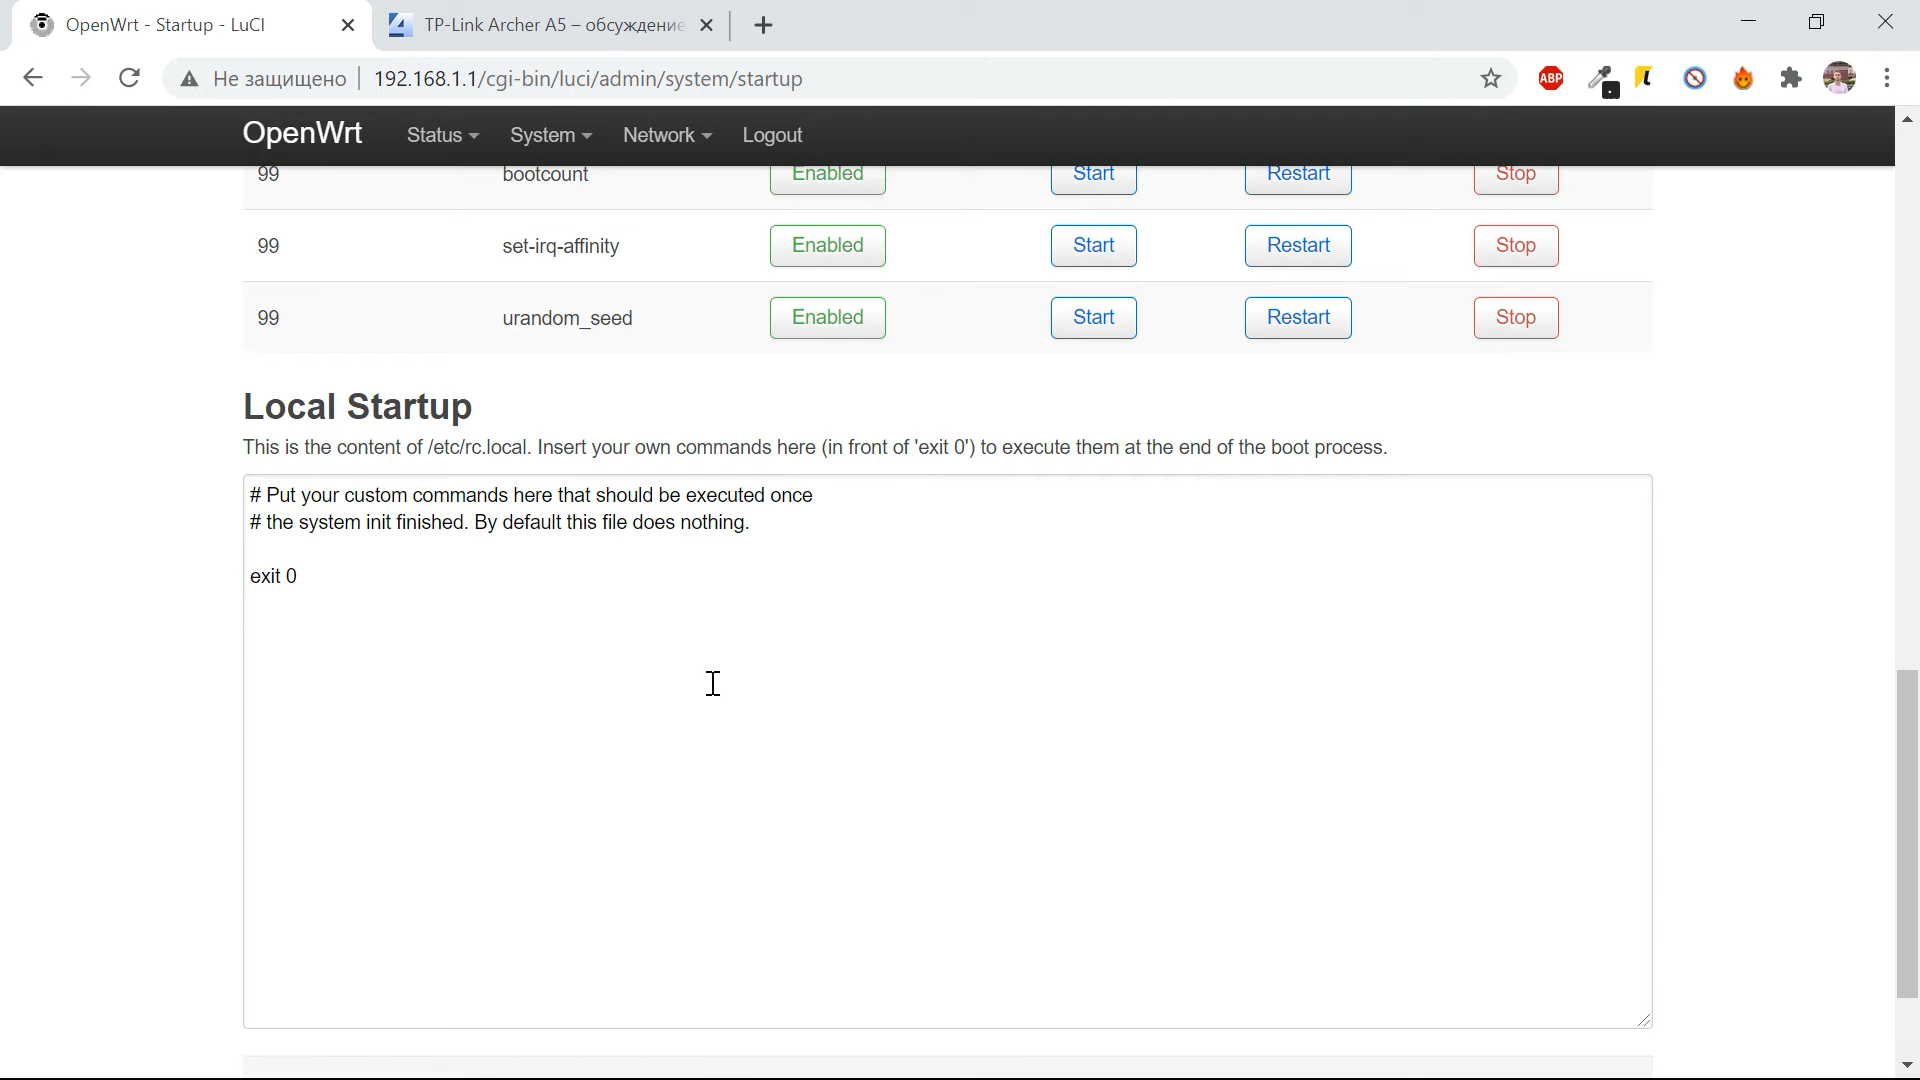 OpenWrt - Startup - LuCI
TP-Link Archer A5 – обсуждение
Не защищено
192.168.1.1/cgi-bin/luci/admin/system/startup
ABP
OpenWrt Status System Network Logout
99 bootcount Enabled Start Restart Stop
99 set-irq-affinity Enabled Start Restart Stop
99 urandom_seed Enabled Start Restart Stop
Local Startup
This is the content of /etc/rc.local. Insert your own commands here (in front of 'exit 0') to execute them at the end of the boot process.
# Put your custom commands here that should be executed once
# the system init finished. By default this file does nothing.
exit 0